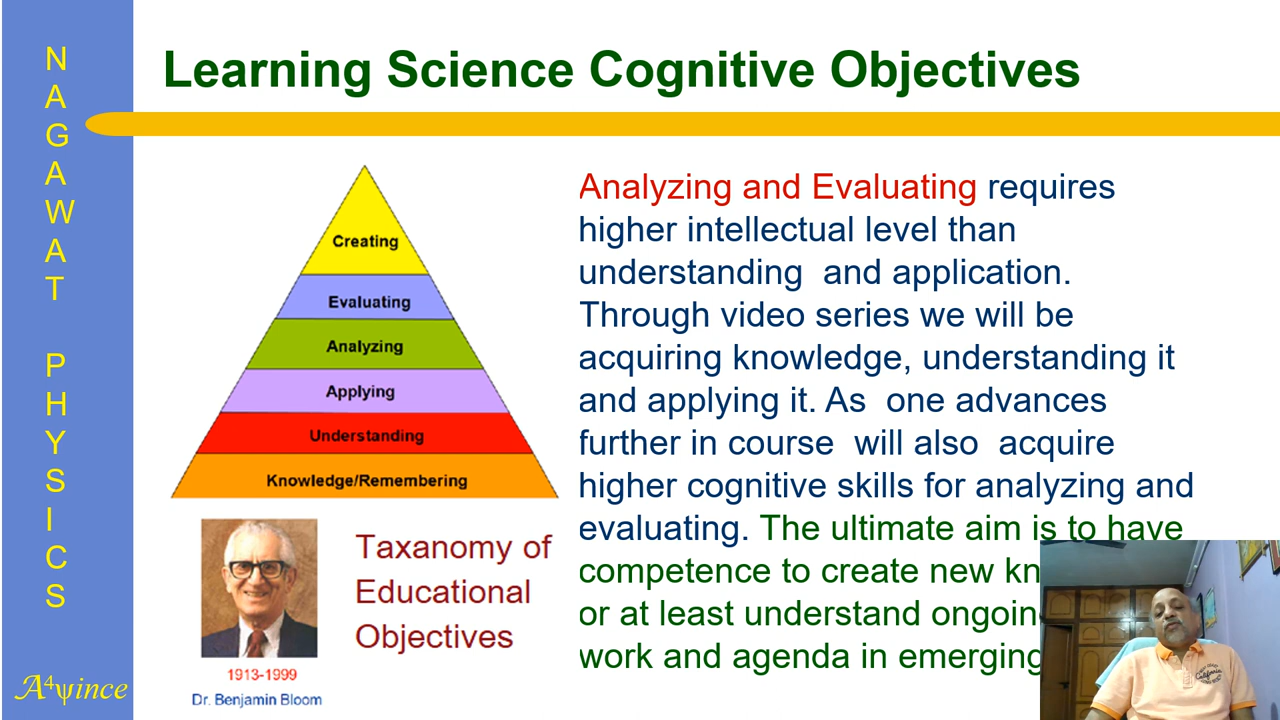 NAGAWAT PHYSICS
Learning Science Cognitive Objectives
Creating
Evaluating
Analyzing
Applying
Understanding
Knowledge/Remembering
Taxanomy of
Educational
Objectives
1913-1999
Dr. Benjamin Bloom
Analyzing and Evaluating requires
higher intellectual level than
understanding and application.
Through video series we will be
acquiring knowledge, understanding it
and applying it. As one advances
further in course will also acquire
higher cognitive skills for analyzing and
evaluating. The ultimate aim is to have
competence to create new
or at least understand
work and agenda in emerging
A⁴ψince
California